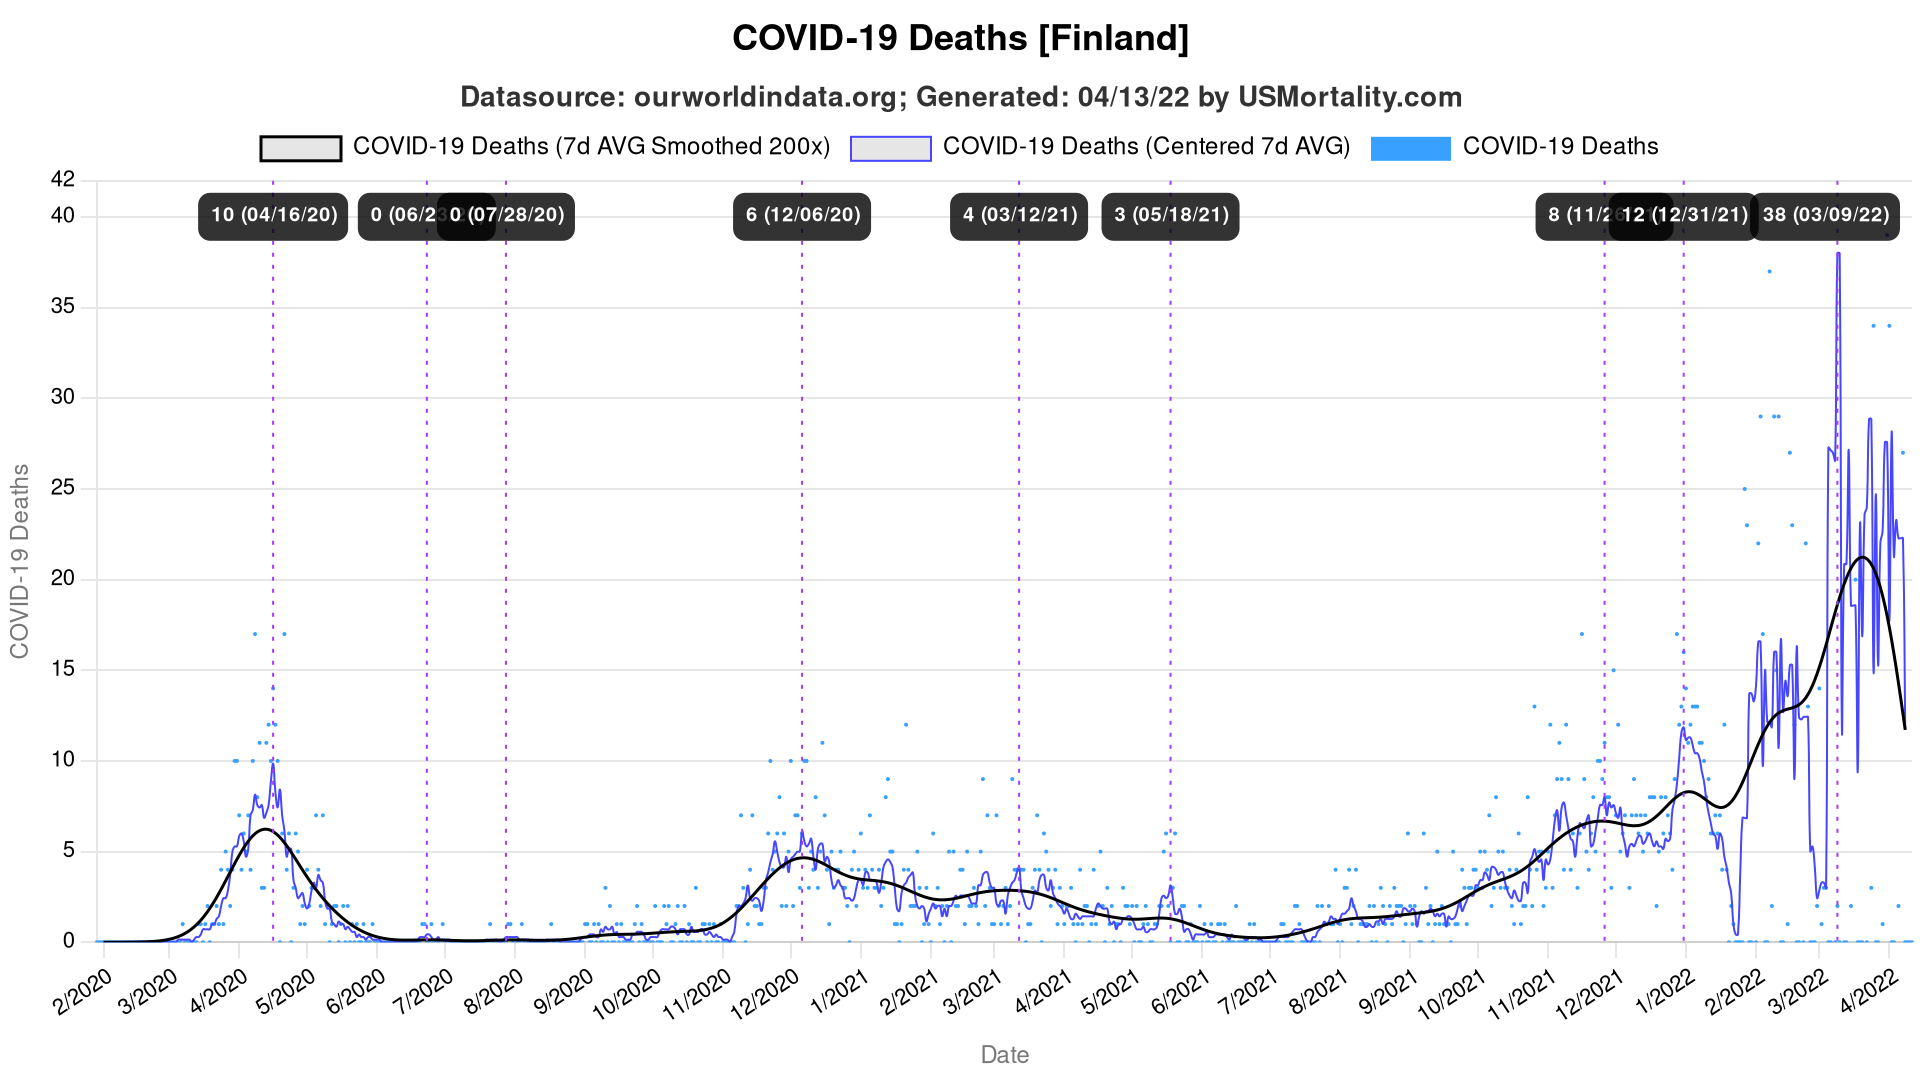 COVID-19 Deaths [Finland]
Datasource: ourworldindata.org; Generated: 04/13/22 by USMortality.com
COVID-19 Deaths (7d AVG Smoothed 200x) COVID-19 Deaths (Centered 7d AVG) COVID-19 Deaths
42
40
35
30
25
20
15
10
5
0
COVID-19 Deaths
10 (04/16/20) 0 (06/23 0 (07/28/20) 6 (12/06/20) 4 (03/12/21) 3 (05/18/21) 8 (11/26 12 (12/31/21) 38 (03/09/22)
2/2020 3/2020 4/2020 5/2020 6/2020 7/2020 8/2020 9/2020 10/2020 11/2020 12/2020 1/2021 2/2021 3/2021 4/2021 5/2021 6/2021 7/2021 8/2021 9/2021 10/2021 11/2021 12/2021 1/2022 2/2022 3/2022 4/2022
Date